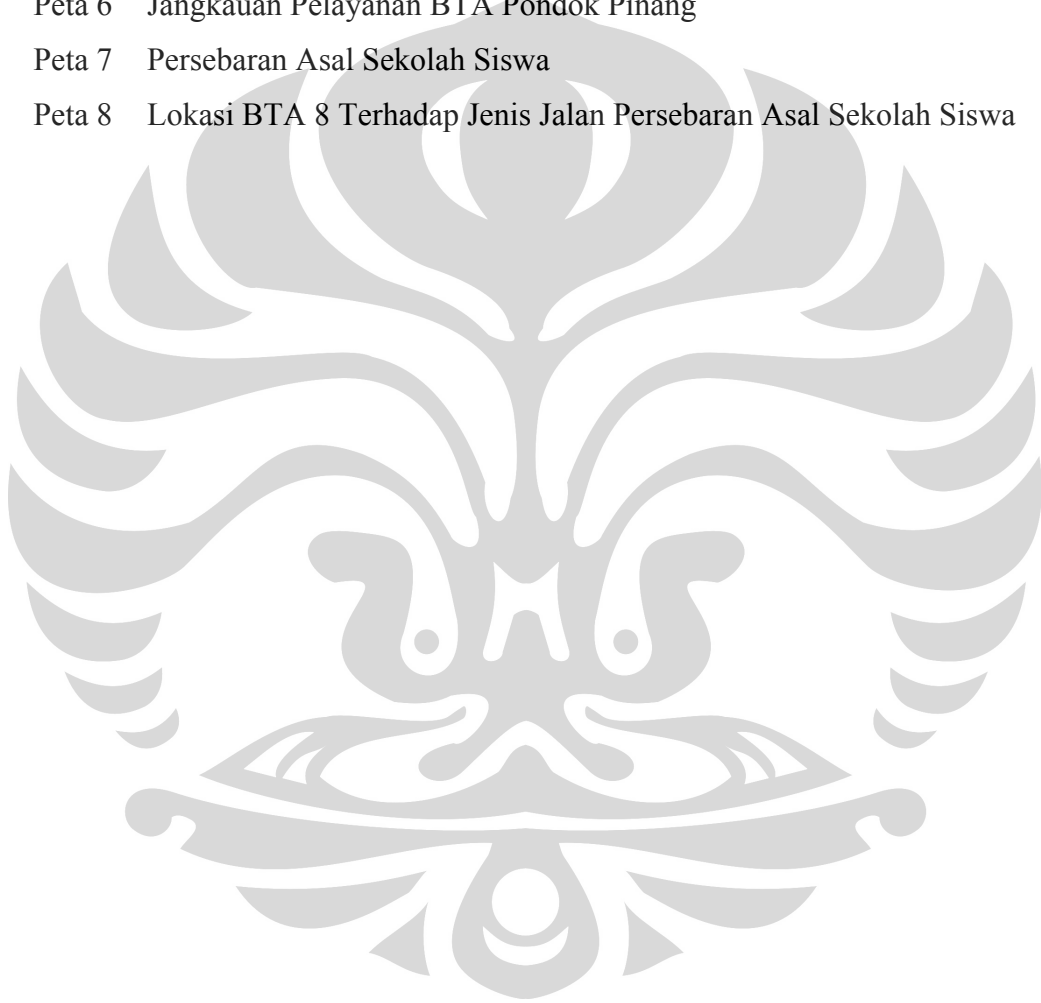 Peta 6 Jangkauan Pelayanan BTA Pondok Pinang
Peta 7 Persebaran Asal Sekolah Siswa
Peta 8 Lokasi BTA 8 Terhadap Jenis Jalan Persebaran Asal Sekolah Siswa